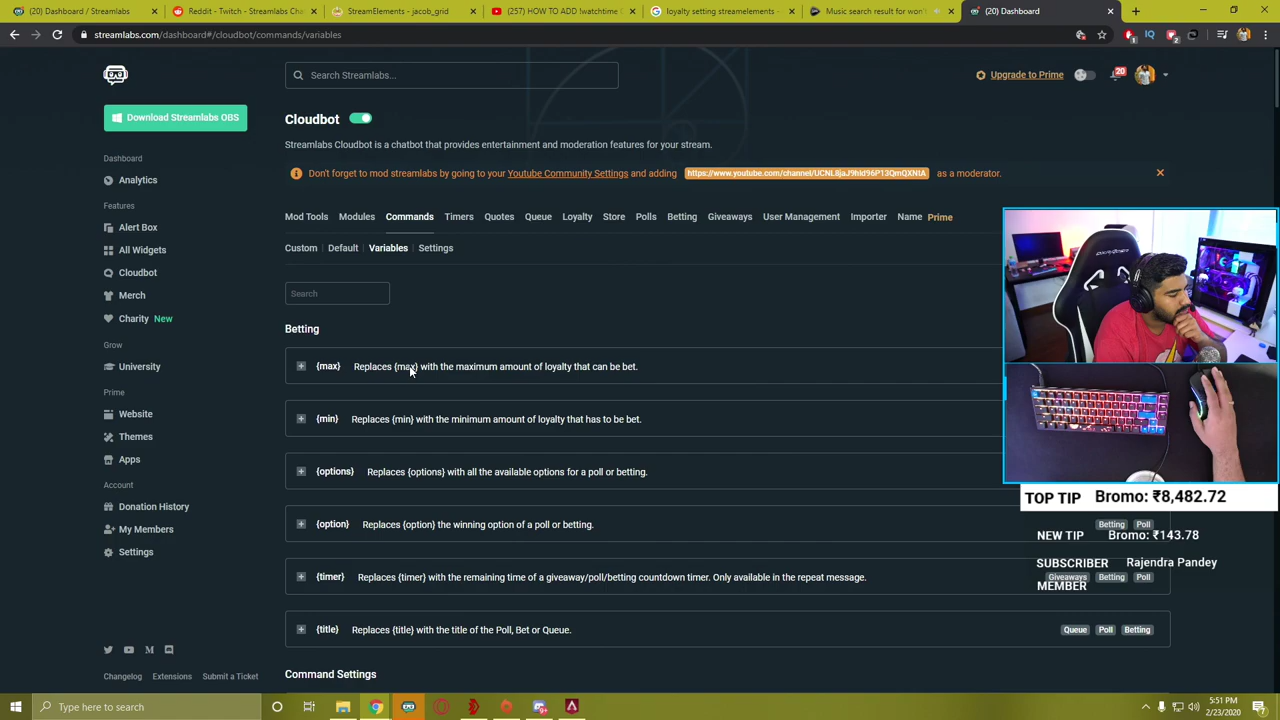 (20) Dashboard / Streamlabs
Reddit - Twitch - Streamlabs Cha
StreamElements - jacob_grid
(257) HOW TO ADD !watchtime C
loyalty setting streamelements -
Music search result for won'
(20) Dashboard
streamlabs.com/dashboard#/cloudbot/commands/variables
Search Streamlabs...
Upgrade to Prime
20
Download Streamlabs OBS
Cloudbot
Streamlabs Cloudbot is a chatbot that provides entertainment and moderation features for your stream.
Dashboard
Analytics
Don't forget to mod streamlabs by going to your Youtube Community Settings and adding https://www.youtube.com/channel/UCNL8jaJ9hId96P13QmQXNtA as a moderator.
Features
Alert Box
All Widgets
Cloudbot
Merch
Charity New
Grow
University
Prime
Website
Themes
Apps
Account
Donation History
My Members
Settings
Changelog Extensions Submit a Ticket
Mod Tools Modules Commands Timers Quotes Queue Loyalty Store Polls Betting Giveaways User Management Importer Name Prime
Custom Default Variables Settings
Search
Betting
{max} Replaces {max} with the maximum amount of loyalty that can be bet.
{min} Replaces {min} with the minimum amount of loyalty that has to be bet.
{options} Replaces {options} with all the available options for a poll or betting.
{option} Replaces {option} the winning option of a poll or betting.
Betting Poll
{timer} Replaces {timer} with the remaining time of a giveaway/poll/betting countdown timer. Only available in the repeat message.
Giveaways Betting Poll
{title} Replaces {title} with the title of the Poll, Bet or Queue.
Queue Poll Betting
Command Settings
TOP TIP Bromo: ₹8,482.72
NEW TIP Bromo: ₹143.78
SUBSCRIBER Rajendra Pandey
MEMBER
Type here to search
5:51 PM
2/23/2020